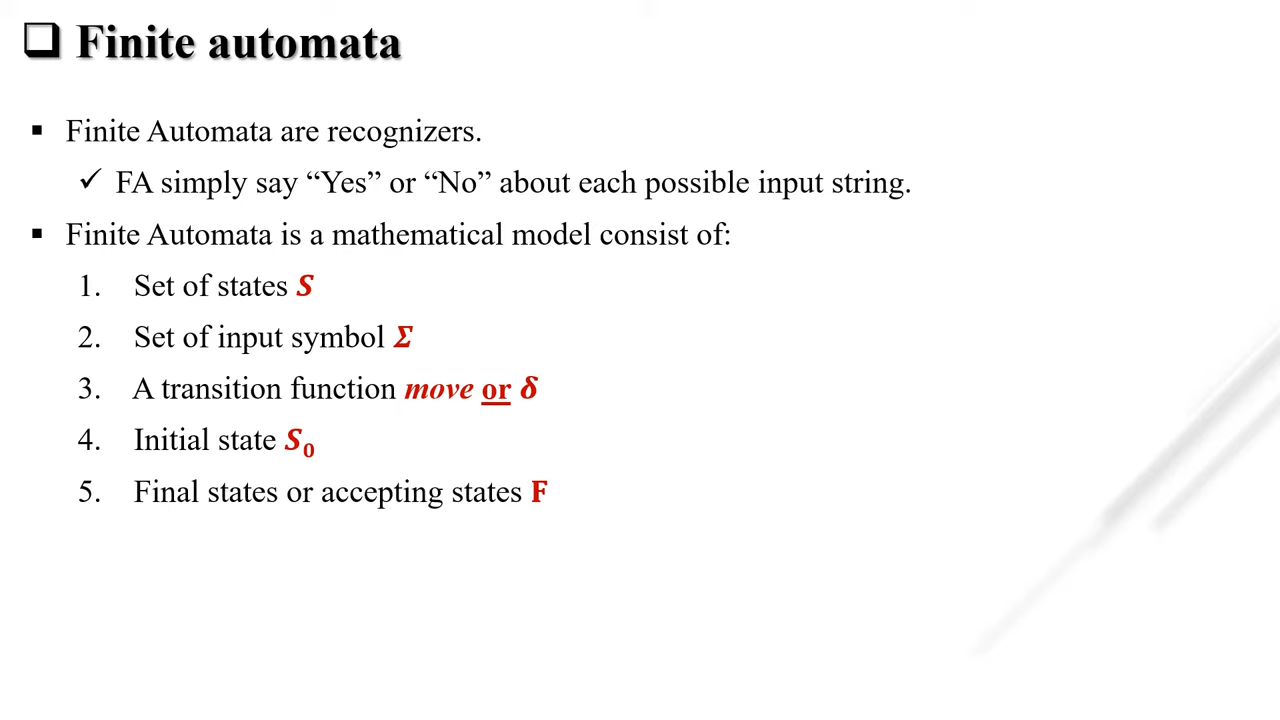 ❑ Finite automata
▪ Finite Automata are recognizers.
✓ FA simply say “Yes” or “No” about each possible input string.
▪ Finite Automata is a mathematical model consist of:
1. Set of states S
2. Set of input symbol Σ
3. A transition function move or δ
4. Initial state S₀
5. Final states or accepting states F